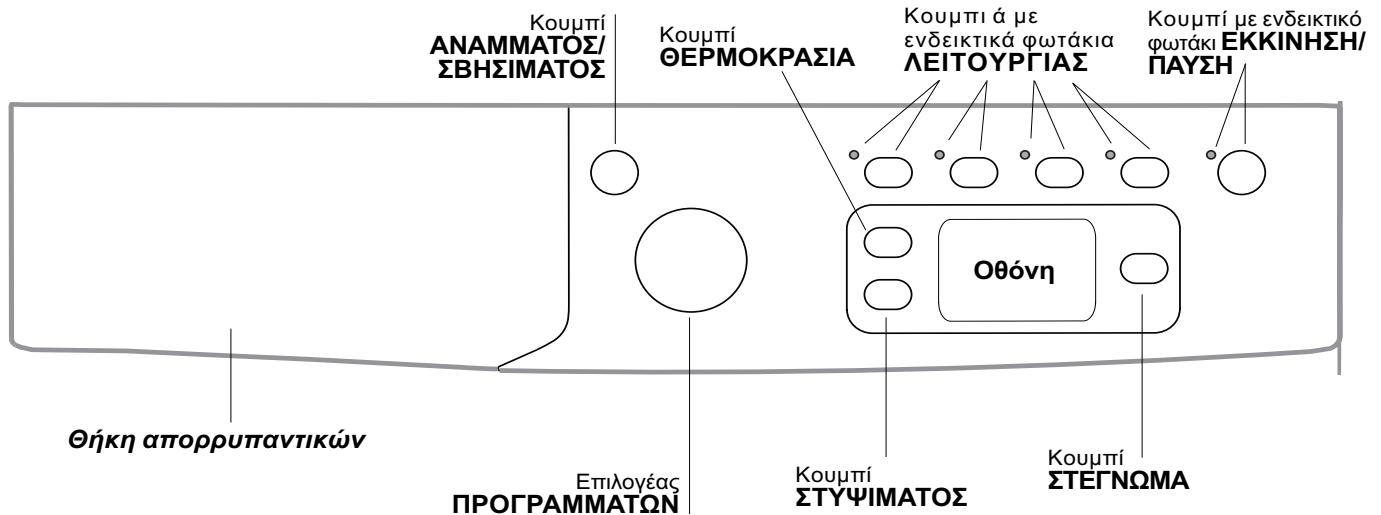 Κουμπί
ΑΝΑΜΜΑΤΟΣ/
ΣΒΗΣΙΜΑΤΟΣ
Κουμπί
ΘΕΡΜΟΚΡΑΣΙΑ
Κουμπι ά με
ενδεικτικά φωτάκια
ΛΕΙΤΟΥΡΓΙΑΣ
Κουμπί με ενδεικτικό
φωτάκι ΕΚΚΙΝΗΣΗ/
ΠΑΥΣΗ
Οθόνη
Θήκη απορρυπαντικών
Επιλογέας
ΠΡΟΓΡΑΜΜΑΤΩΝ
Κουμπί
ΣΤΥΨΙΜΑΤΟΣ
Κουμπί
ΣΤΕΓΝΩΜΑ